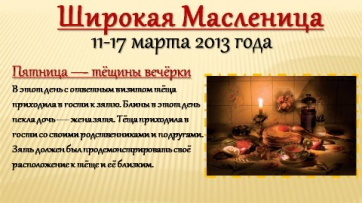 Широкая Масленица
11-17 марта 2013 года
Пятница —- тёщины вечёрки
В этот день с ответным визитом тёща
приходила в гости к зятю. Блины в этот день
пекла дочь —- жена зятя. Тёща приходила в
гости со своими родственниками и подругами.
Зять должен был продемонстрировать своё
расположение к тёще и её близким.